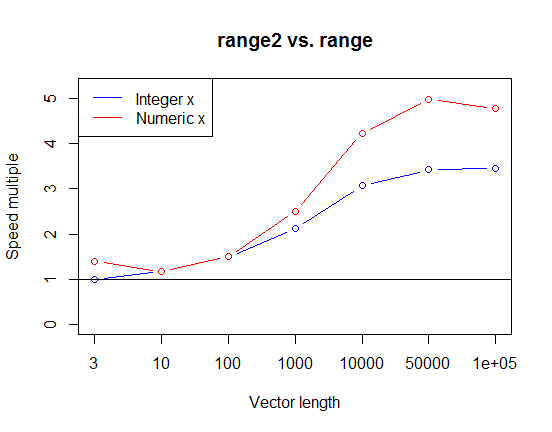 range2 vs. range
Integer x
Numeric x
5
4
3
2
1
0
Speed multiple
3 10 100 1000 10000 50000 1e+05
Vector length